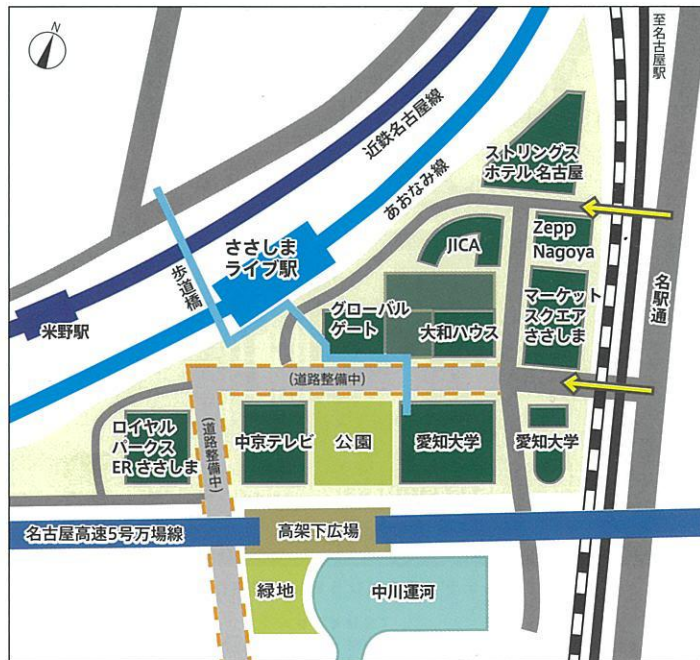 N
至名古屋駅
近鉄名古屋線
あおなみ線
ストリングス
ホテル名古屋
JICA
Zepp
Nagoya
ささしま
ライブ駅
歩道橋
米野駅
グローバル
ゲート
大和ハウス
マーケット
スクエア
ささしま
名駅通
(道路整備中)
ロイヤル
パークス
ERささしま
(道路整備中)
中京テレビ
公園
愛知大学
愛知大学
名古屋高速5号万場線
高架下広場
緑地
中川運河